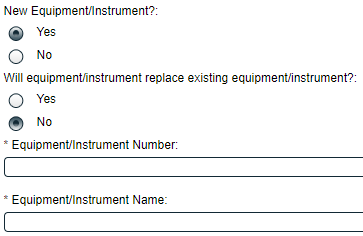 New Equipment/Instrument?:
Yes
No
Will equipment/instrument replace existing equipment/instrument?:
Yes
No
* Equipment/Instrument Number:
* Equipment/Instrument Name: